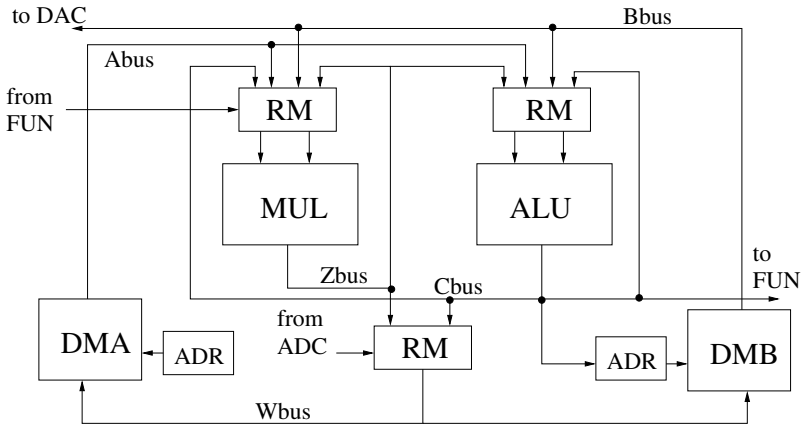 to DAC
Bbus
Abus
from
FUN
RM
RM
MUL
ALU
to
FUN
Zbus
Cbus
from
ADC
DMA
ADR
RM
ADR
DMB
Wbus